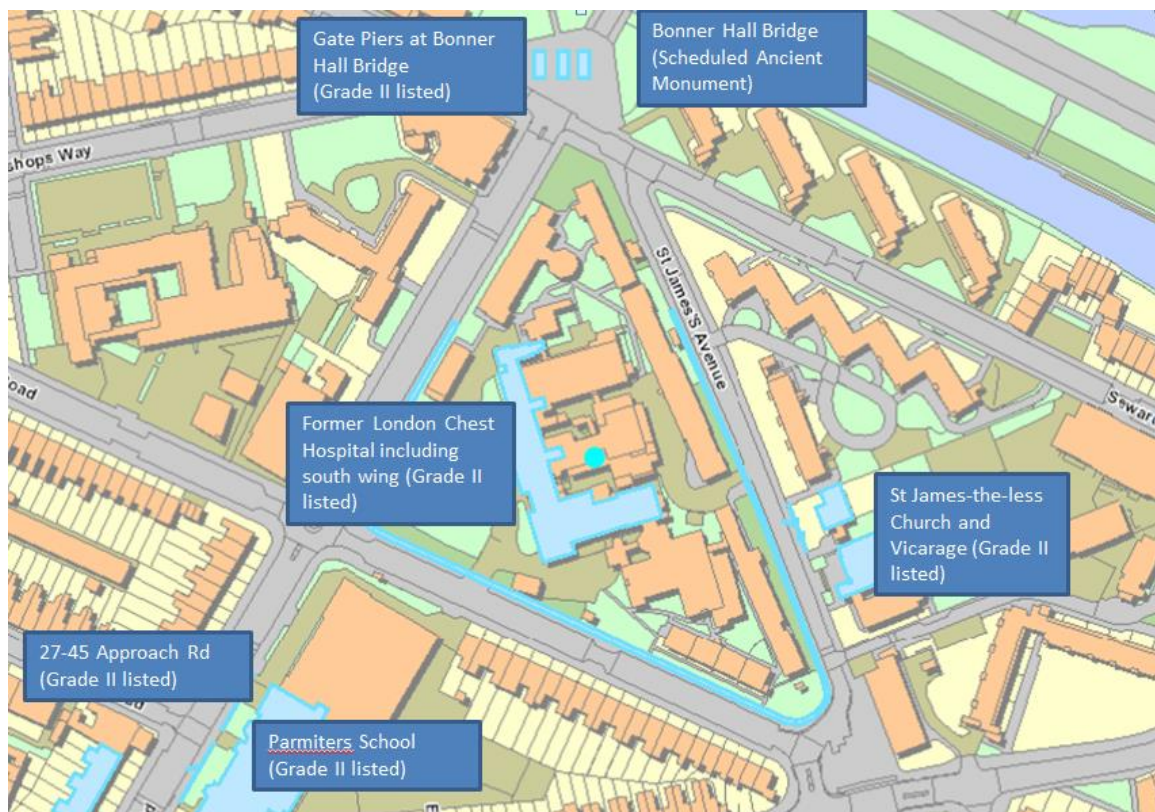 Gate Piers at Bonner
Hall Bridge
(Grade II listed)
Bonner Hall Bridge
(Scheduled Ancient
Monument)
shops Way
St James'S Avenue
Sewar
oad
Former London Chest
Hospital including
south wing (Grade II
listed)
St James-the-less
Church and
Vicarage (Grade II
listed)
27-45 Approach Rd
(Grade II listed)
Parmiters School
(Grade II listed)